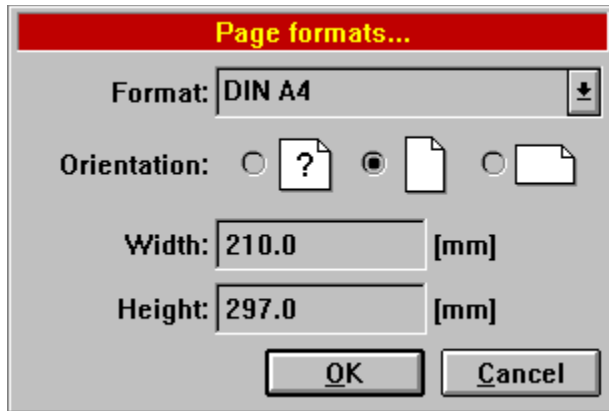 Page formats...
Format: DIN A4
Orientation: ?
Width: 210.0 [mm]
Height: 297.0 [mm]
OK Cancel